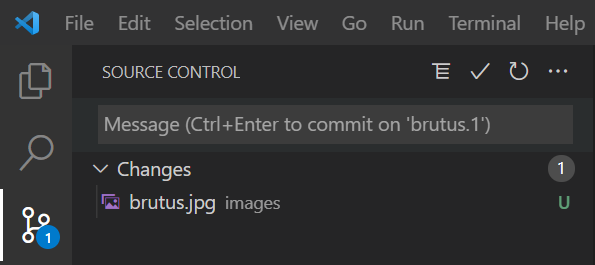 File Edit Selection View Go Run Terminal Help
SOURCE CONTROL
Message (Ctrl+Enter to commit on 'brutus.1')
Changes 1
brutus.jpg images U
1